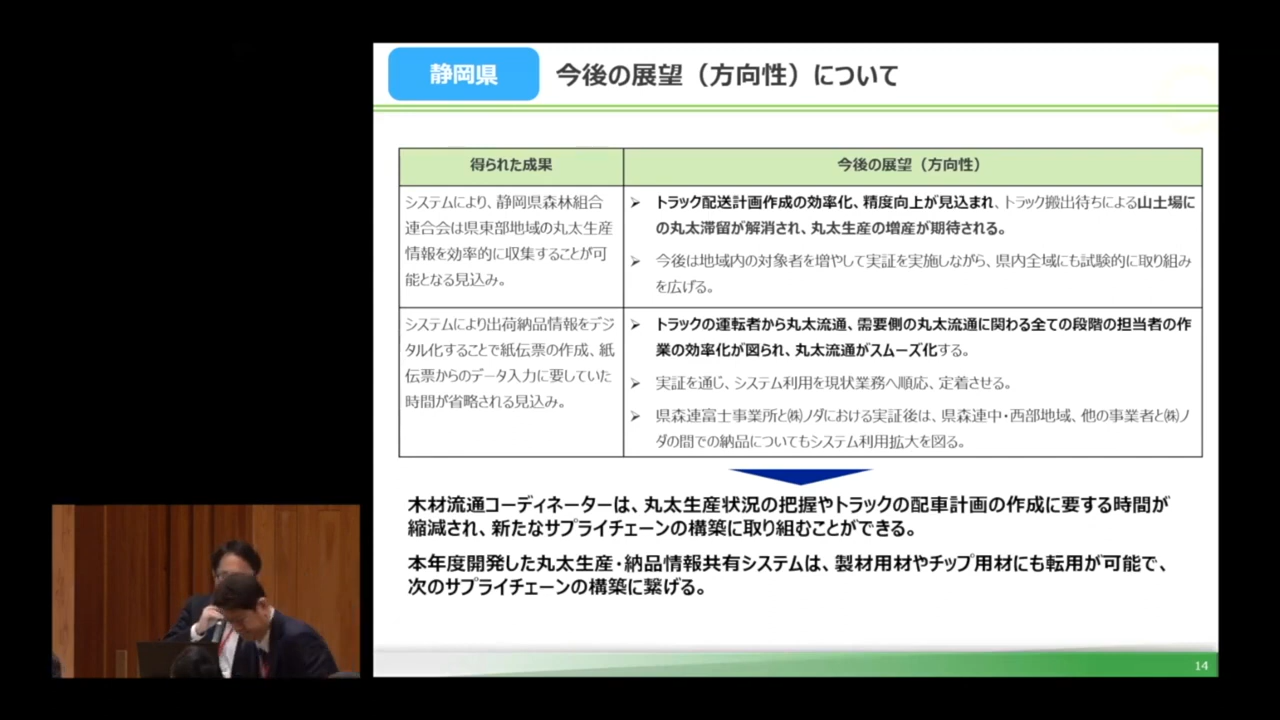 静岡県
今後の展望（方向性）について
得られた成果
今後の展望（方向性）
システムにより、静岡県森林組合
連合会は県東部地域の丸太生産
情報を効率的に収集することが可
能となる見込み。
➢ トラック配送計画作成の効率化、精度向上が見込まれ、トラック搬出待ちによる山土場に
の丸太滞留が解消され、丸太生産の増産が期待される。
➢ 今後は地域内の対象者を増やして実証を実施しながら、県内全域にも試験的に取り組み
を広げる。
システムにより出荷納品情報をデジ
タル化することで紙伝票の作成、紙
伝票からのデータ入力に要していた
時間が省略される見込み。
➢ トラックの運転者から丸太流通、需要側の丸太流通に関わる全ての段階の担当者の作
業の効率化が図られ、丸太流通がスムーズ化する。
➢ 実証を通じ、システム利用を現状業務へ順応、定着させる。
➢ 県森連富士事業所と㈱ノダにおける実証後は、県森連中・西部地域、他の事業者と㈱ノ
ダの間での納品についてもシステム利用拡大を図る。
木材流通コーディネーターは、丸太生産状況の把握やトラックの配車計画の作成に要する時間が
縮減され、新たなサプライチェーンの構築に取り組むことができる。
本年度開発した丸太生産・納品情報共有システムは、製材用材やチップ用材にも転用が可能で、
次のサプライチェーンの構築に繋げる。
14